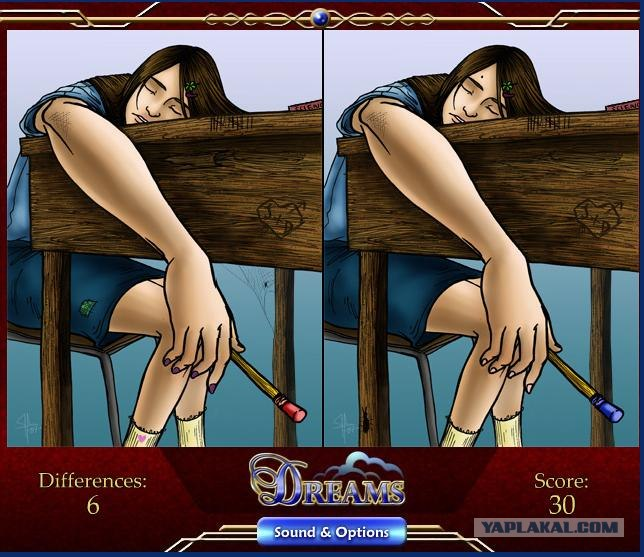 Differences:
6
DREAMS
Score:
30
Sound & Options
YAPLAKAL.COM